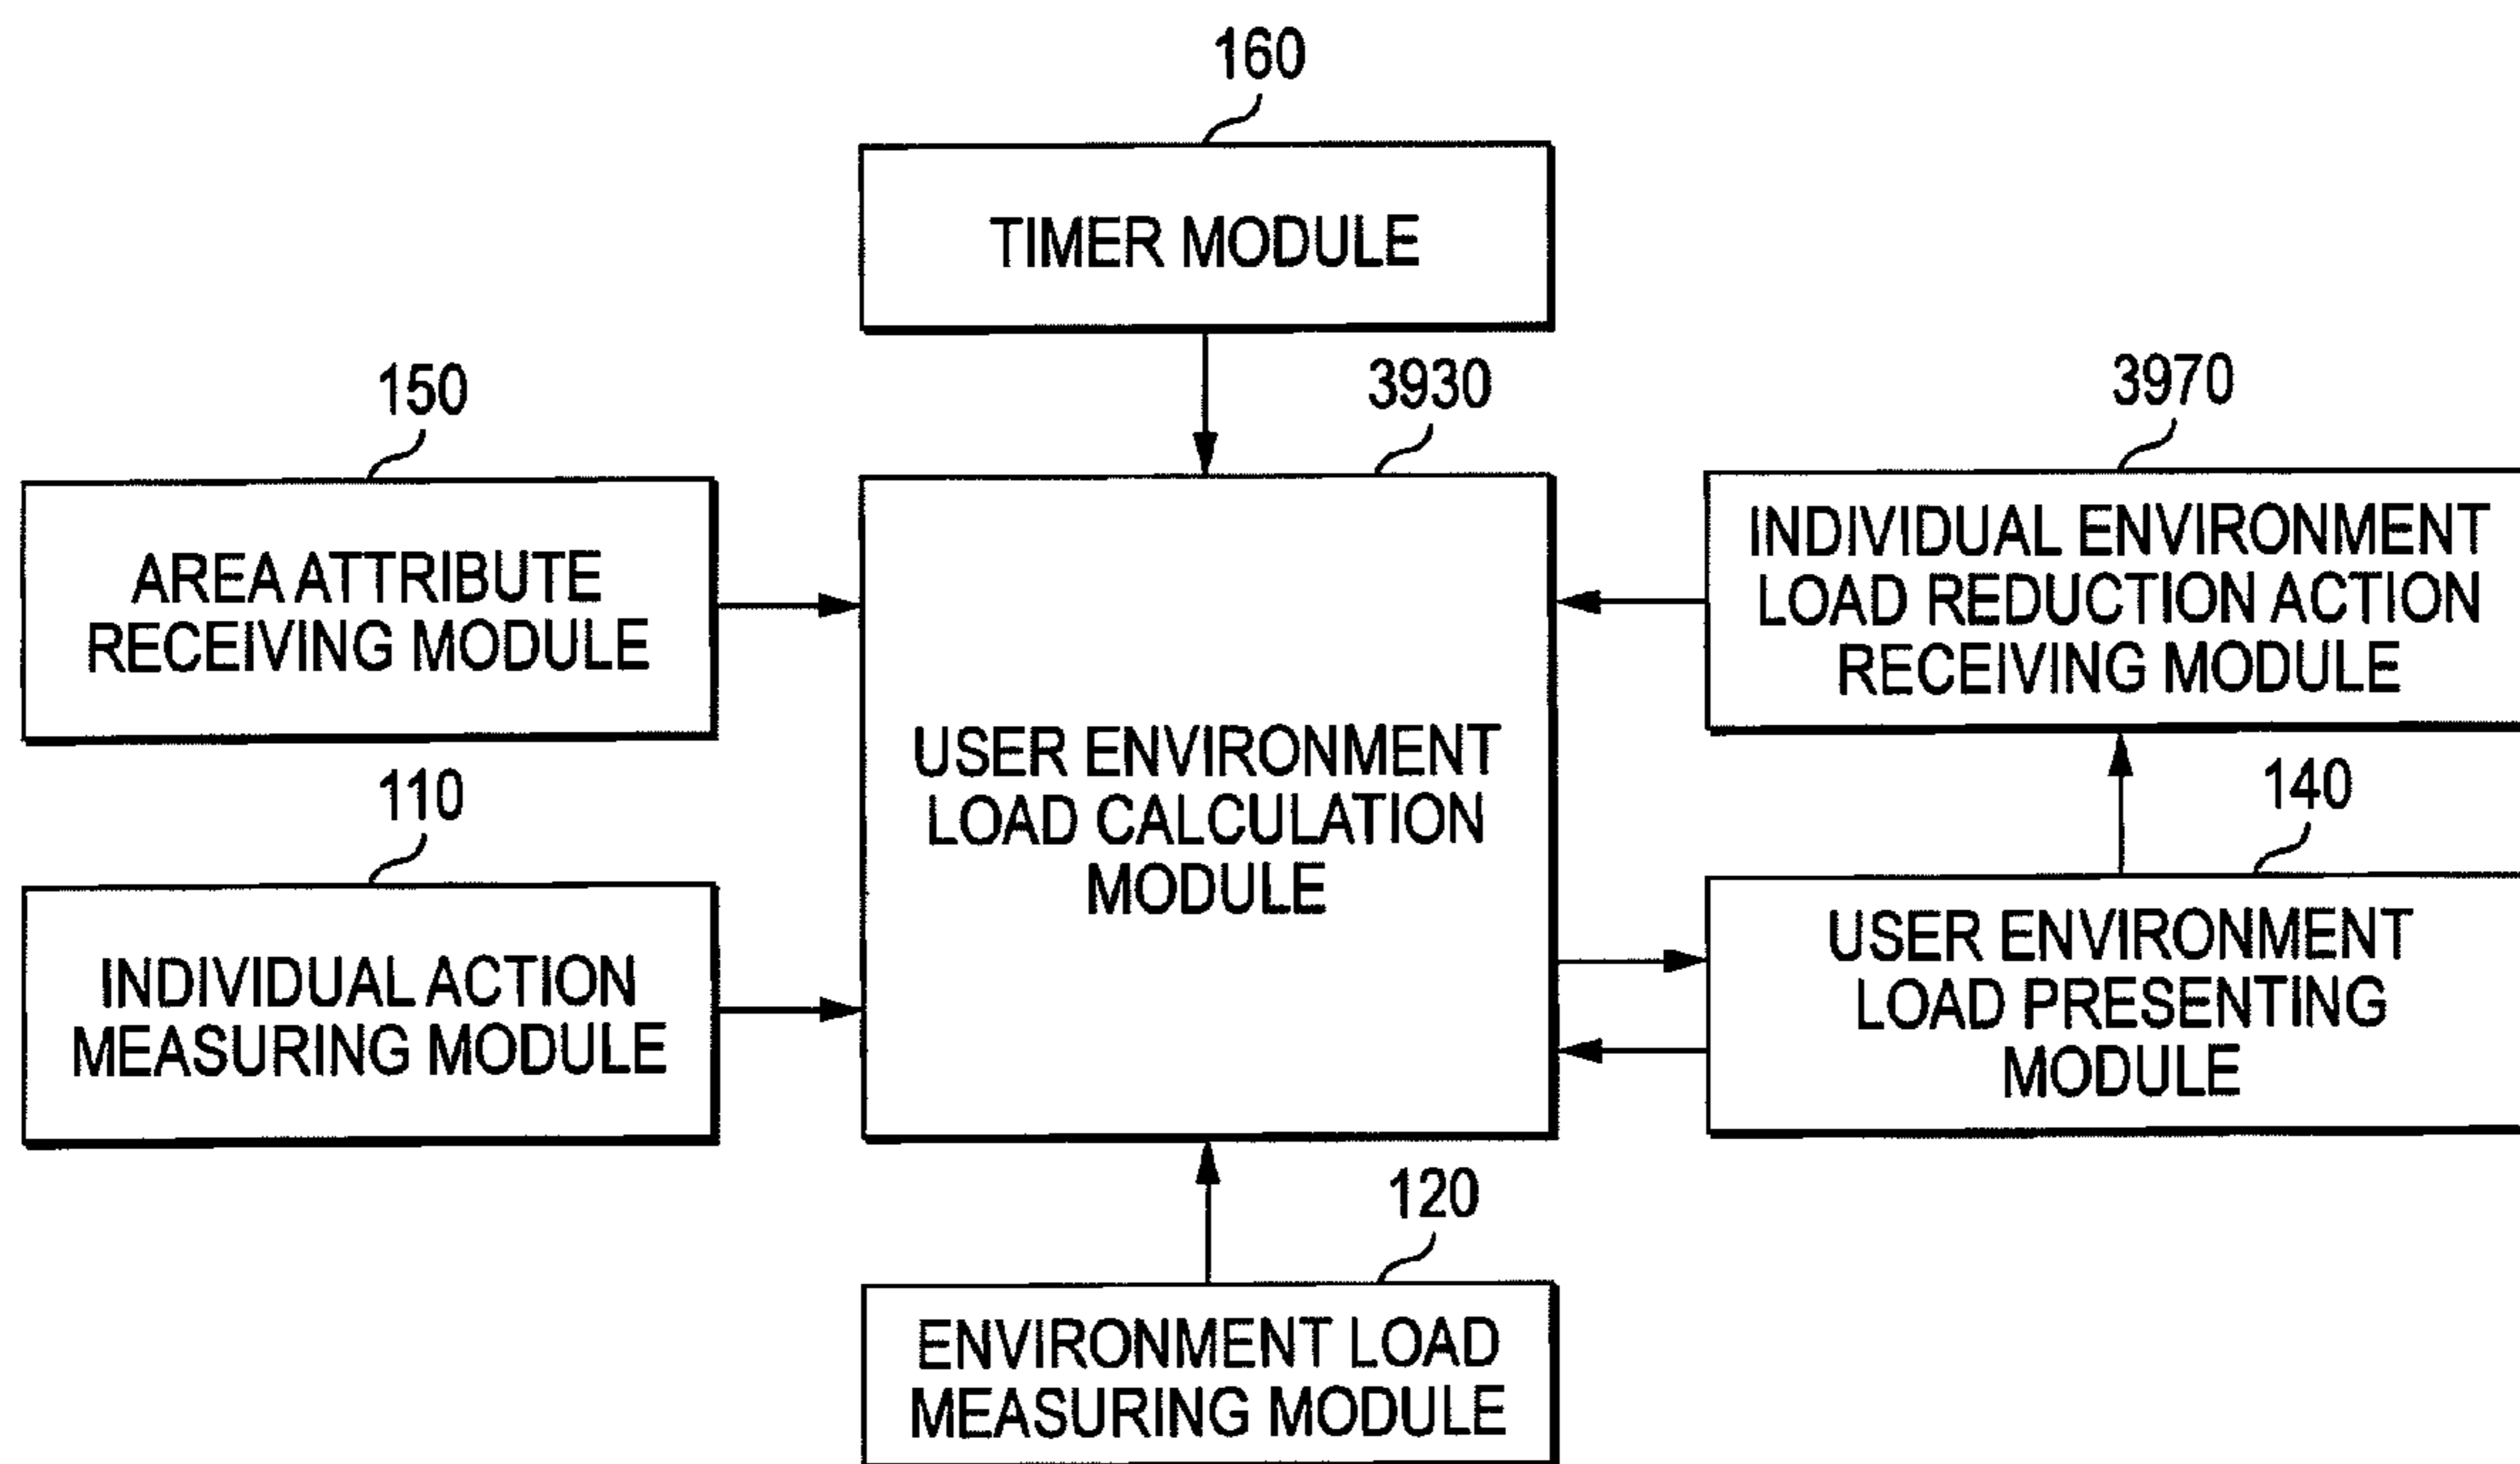 160
TIMER MODULE
150
3930
3970
AREA ATTRIBUTE
RECEIVING MODULE
INDIVIDUAL ENVIRONMENT
LOAD REDUCTION ACTION
RECEIVING MODULE
USER ENVIRONMENT
LOAD CALCULATION
MODULE
110
140
INDIVIDUAL ACTION
MEASURING MODULE
USER ENVIRONMENT
LOAD PRESENTING
MODULE
120
ENVIRONMENT LOAD
MEASURING MODULE